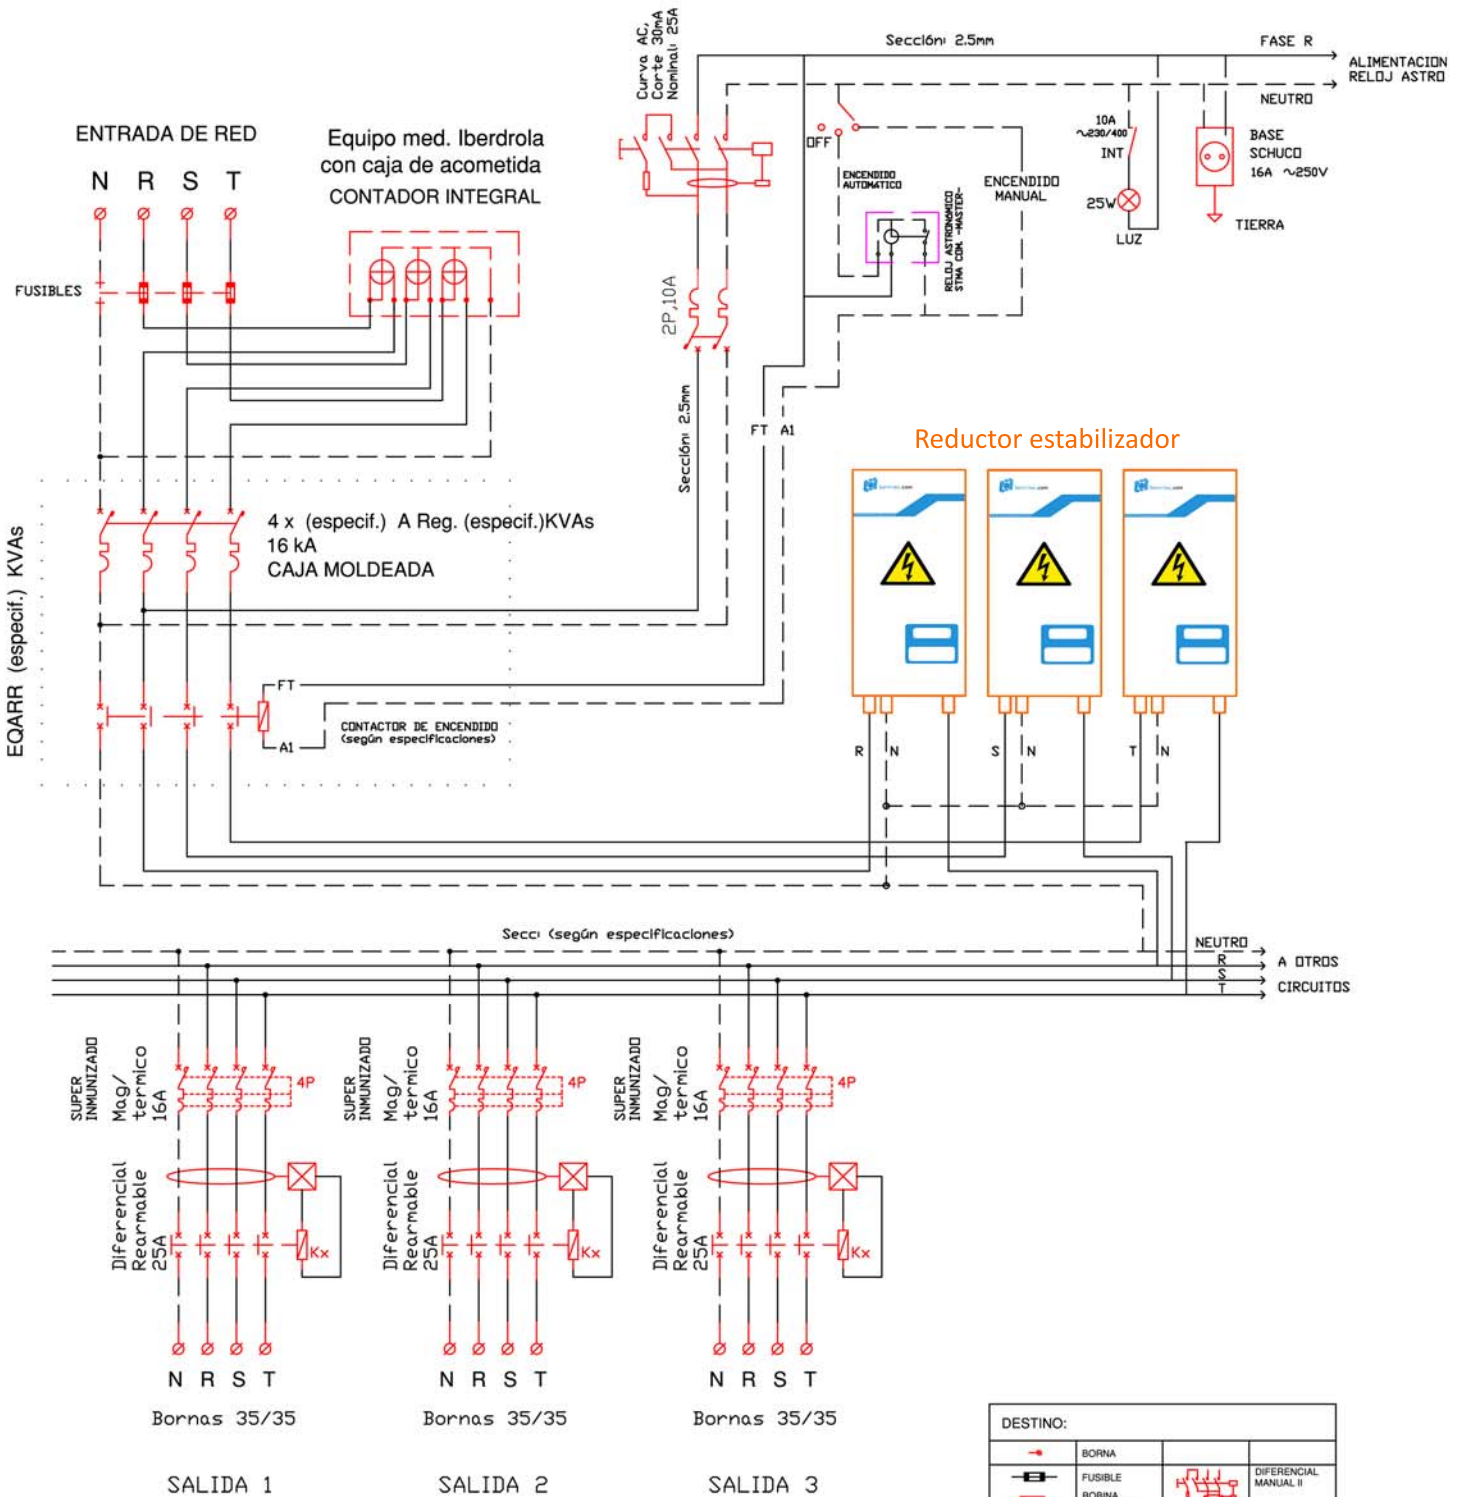 Curva AC,
Corte 30mA
Nominal: 25A
Sección: 2.5mm
FASE R
ALIMENTACION
RELOJ ASTRO
NEUTRO
ENTRADA DE RED
N R S T
Equipo med. Iberdrola
con caja de acometida
CONTADOR INTEGRAL
FUSIBLES
OFF
ENCENDIDO
AUTOMATICO
ENCENDIDO
MANUAL
RELOJ ASTRONOMICO
STMA COM. -MASTER-
10A
~230/400
INT
25W
LUZ
BASE
SCHUCO
16A ~250V
TIERRA
2P,10A
Sección: 2.5mm
FT A1
Reductor estabilizador
4 x (especif.) A Reg. (especif.)KVAs
16 kA
CAJA MOLDEADA
EQARR (especif.) KVAs
FT
CONTACTOR DE ENCENDIDO
(según especificaciones)
A1
R N S N T N
Secc: (según especificaciones)
NEUTRO
R
S
T
A OTROS
CIRCUITOS
SUPER
INMUNIZADO
Mag/
termico
16A
4P
SUPER
INMUNIZADO
Mag/
termico
16A
4P
SUPER
INMUNIZADO
Mag/
termico
16A
4P
Diferencial
Rearmable
25A
Kx
Diferencial
Rearmable
25A
Kx
Diferencial
Rearmable
25A
Kx
N R S T
N R S T
N R S T
Bornas 35/35
Bornas 35/35
Bornas 35/35
SALIDA 1
SALIDA 2
SALIDA 3
DESTINO:
BORNA
FUSIBLE
BOBINA
DIFERENCIAL
MANUAL II